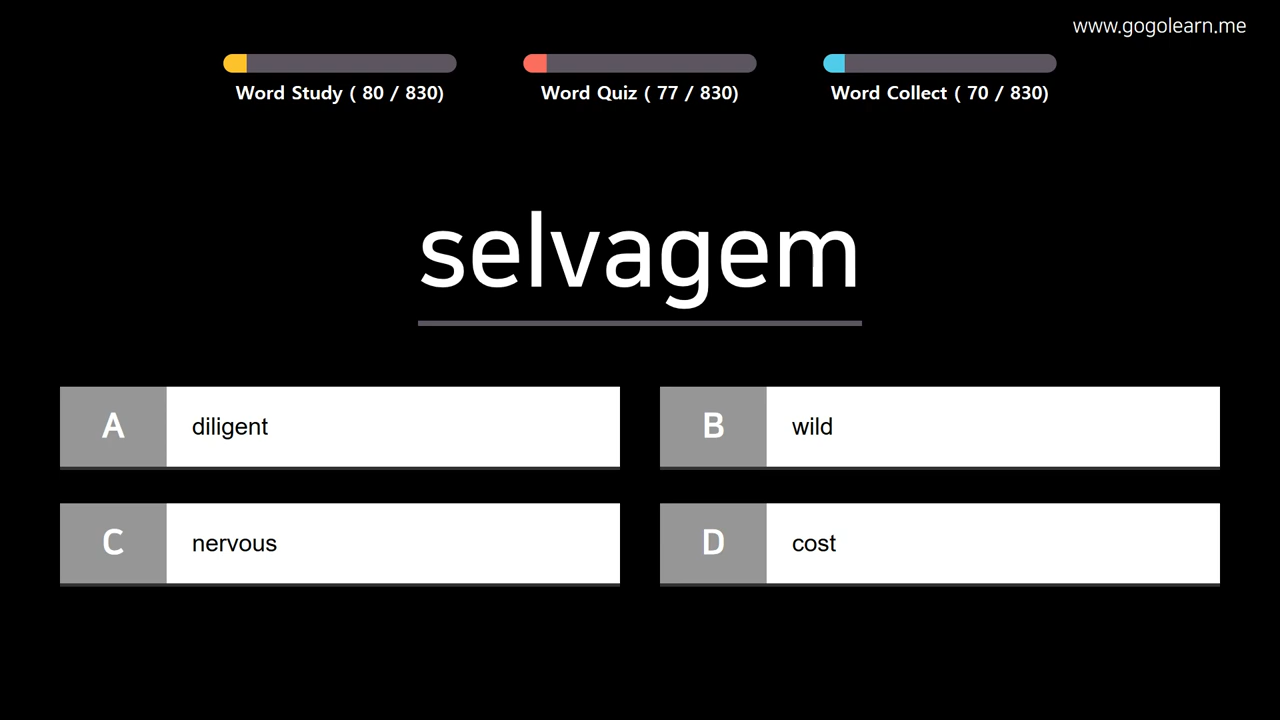 www.gogolearn.me
Word Study ( 80 / 830)
Word Quiz ( 77 / 830)
Word Collect ( 70 / 830)
selvagem
A diligent
B wild
C nervous
D cost